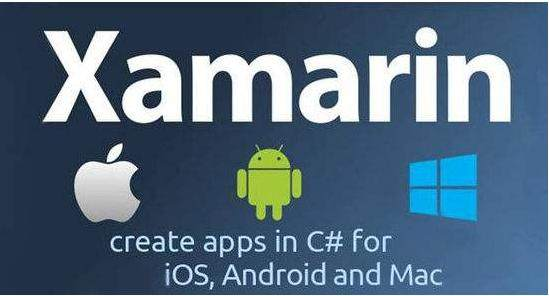 Xamarin
create apps in C# for
iOS, Android and Mac